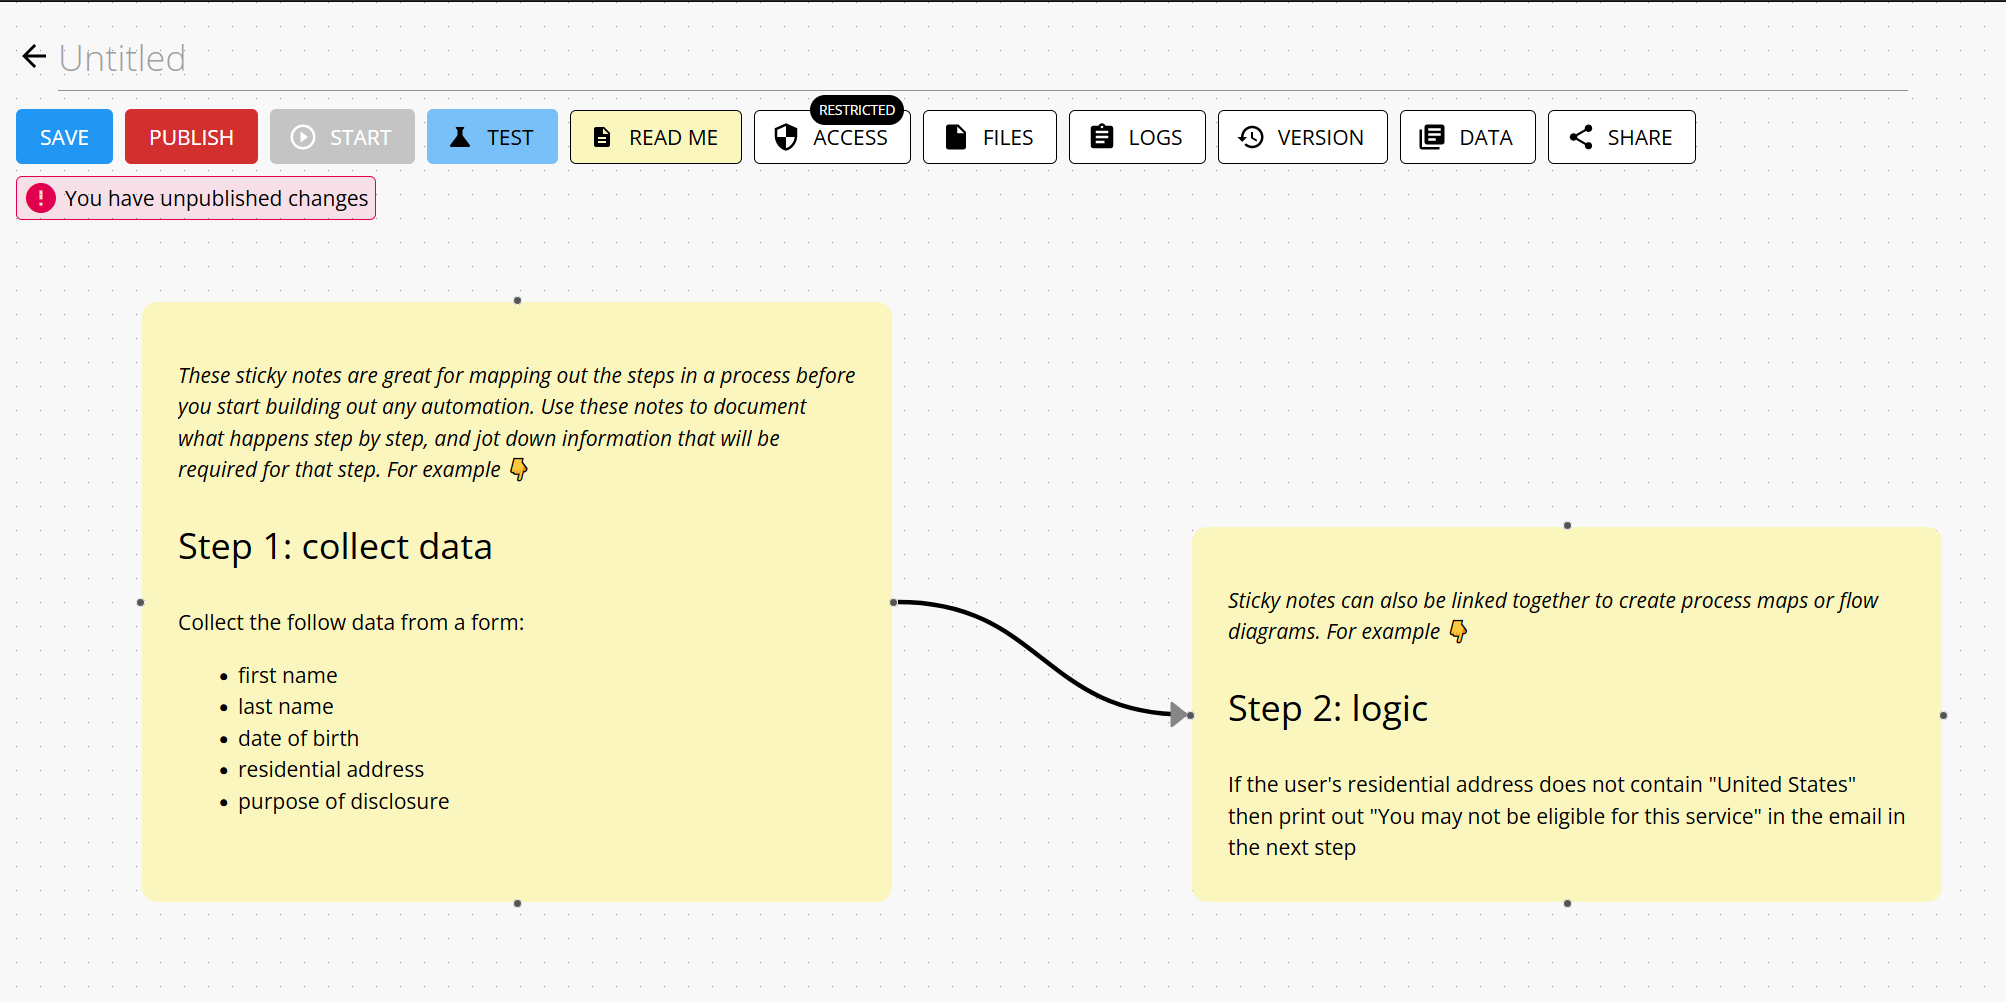 Untitled
SAVE
PUBLISH
START
TEST
READ ME
RESTRICTED
ACCESS
FILES
LOGS
VERSION
DATA
SHARE
You have unpublished changes
These sticky notes are great for mapping out the steps in a process before
you start building out any automation. Use these notes to document
what happens step by step, and jot down information that will be
required for that step. For example 👇
Step 1: collect data
Collect the follow data from a form:
• first name
• last name
• date of birth
• residential address
• purpose of disclosure
Sticky notes can also be linked together to create process maps or flow
diagrams. For example 👇
Step 2: logic
If the user's residential address does not contain "United States"
then print out "You may not be eligible for this service" in the email in
the next step